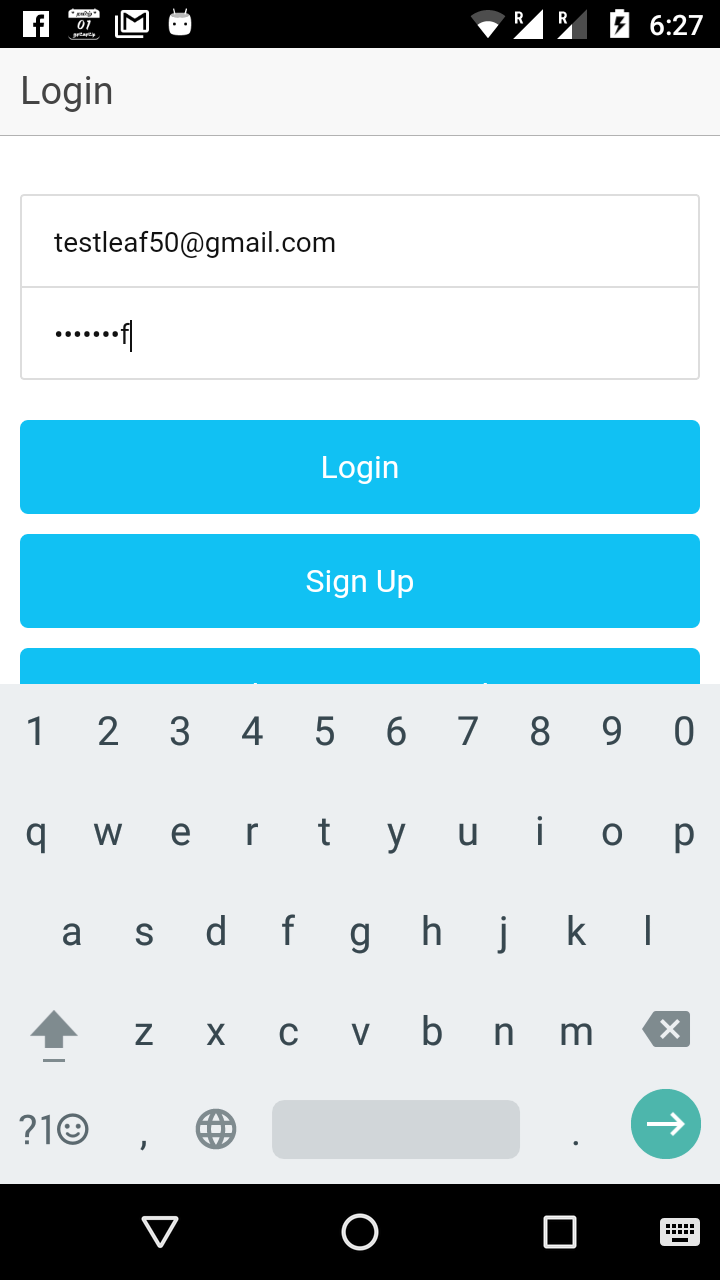 6:27
Login
testleaf50@gmail.com
•••••••f
Login
Sign Up
1 2 3 4 5 6 7 8 9 0
q w e r t y u i o p
a s d f g h j k l
z x c v b n m
?1☺ , .